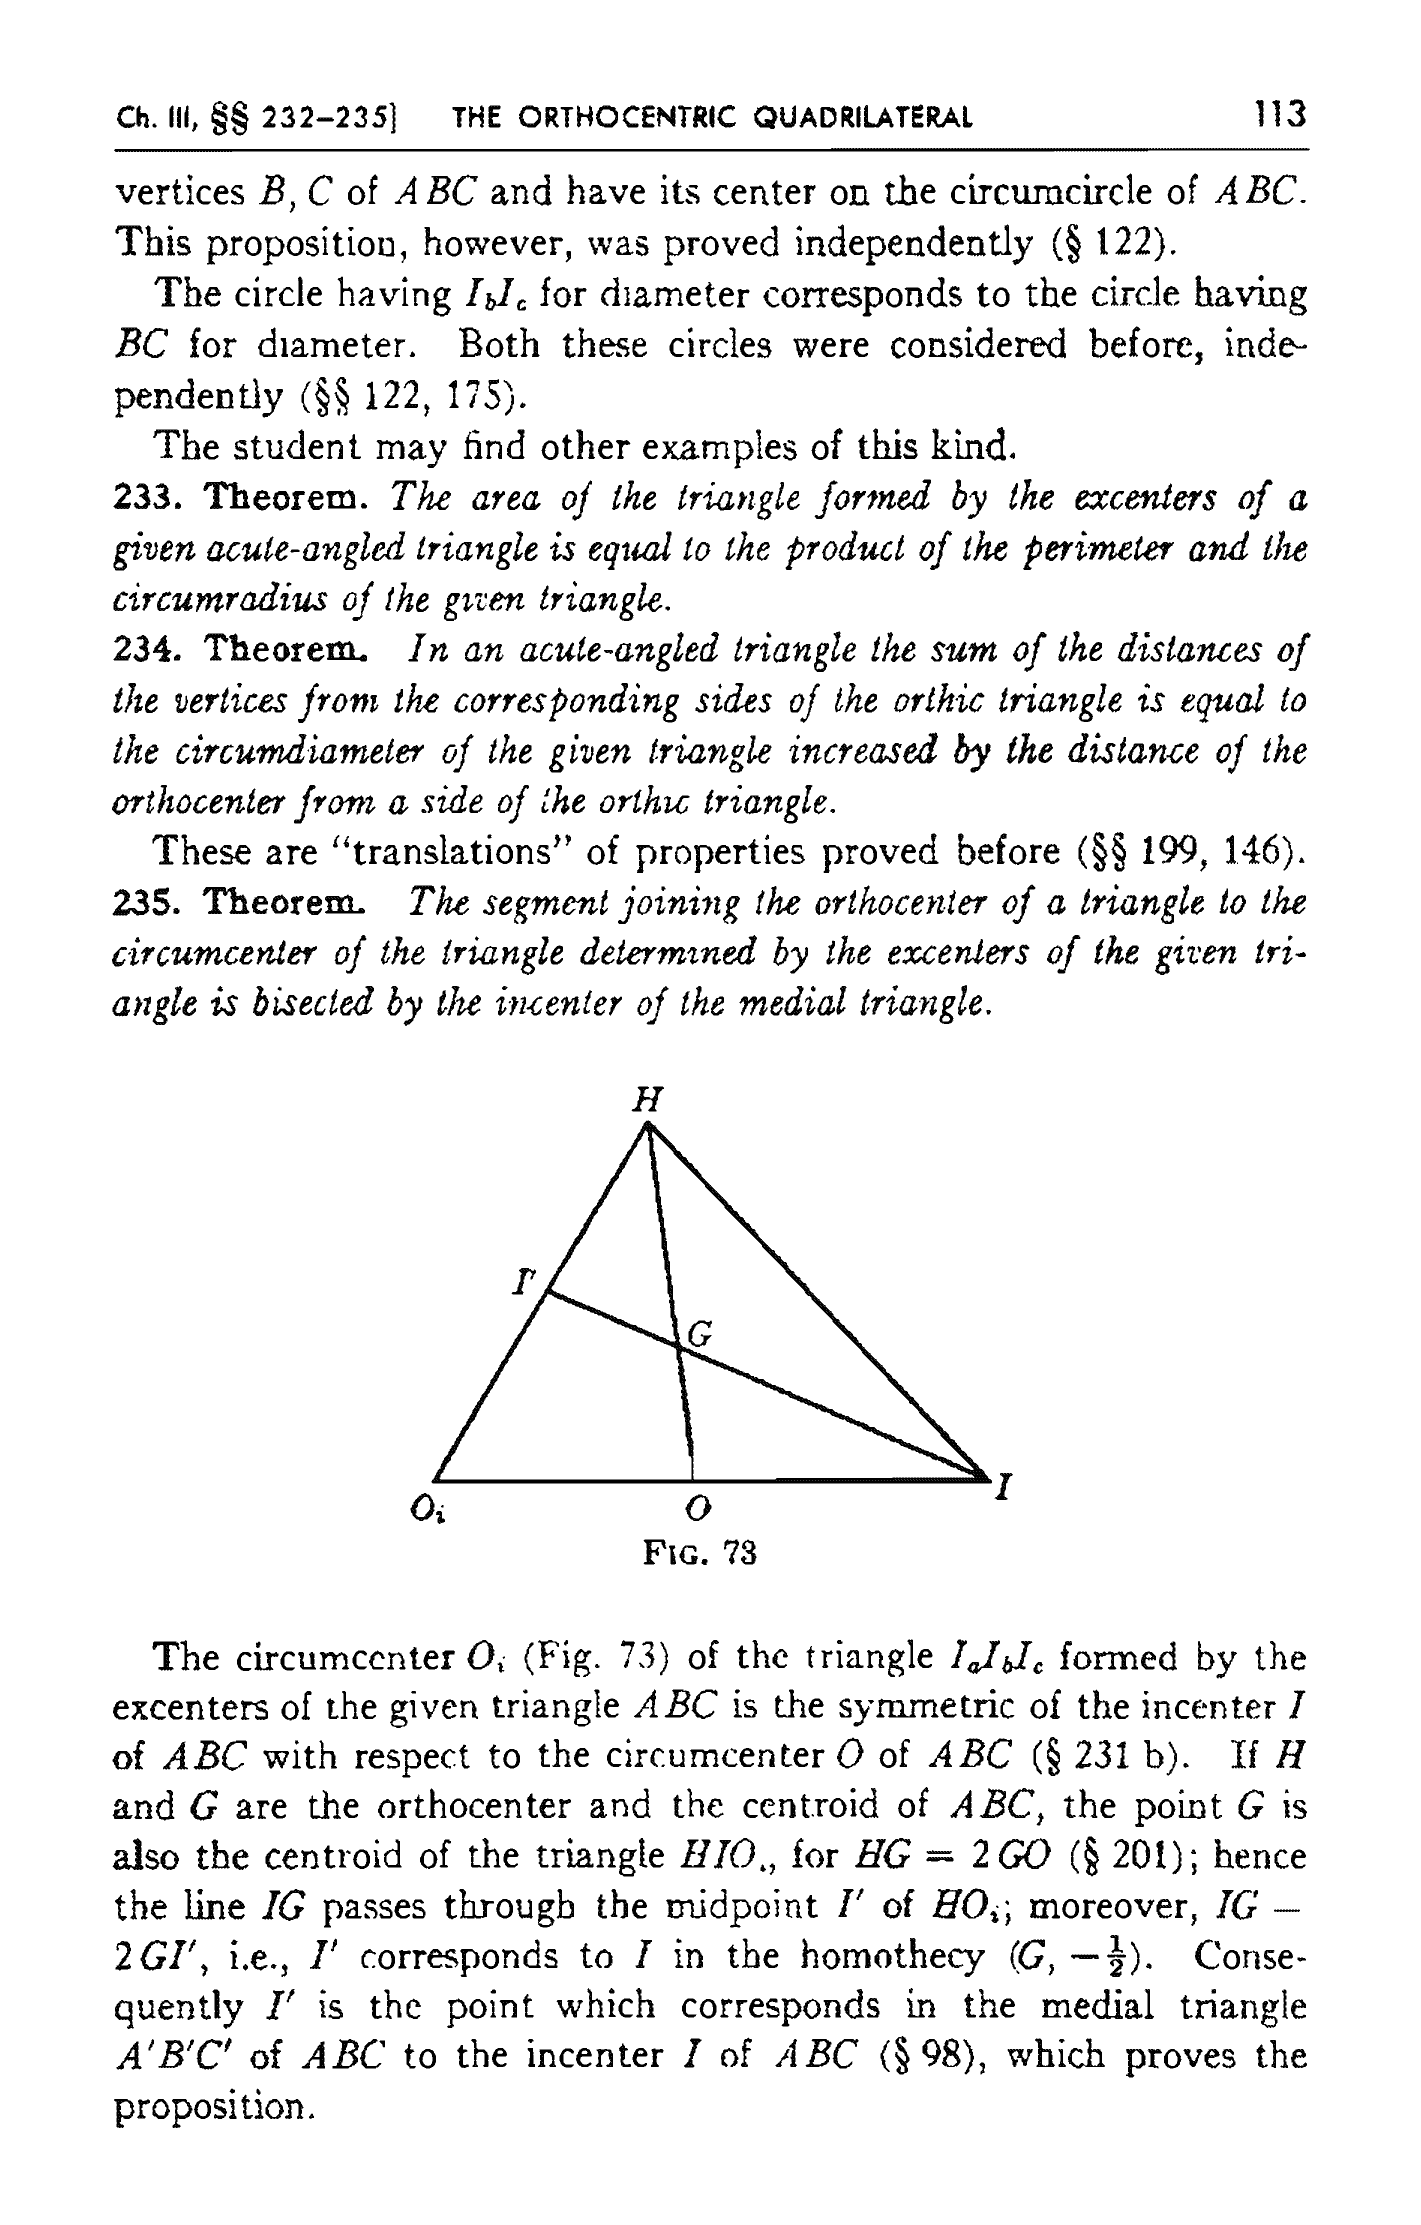 Ch. III, §§ 232–235] THE ORTHOCENTRIC QUADRILATERAL 113
vertices B, C of ABC and have its center on the circumcircle of ABC.
This proposition, however, was proved independently (§ 122).
The circle having I_bI_c for diameter corresponds to the circle having
BC for diameter. Both these circles were considered before, inde-
pendently (§§ 122, 175).
The student may find other examples of this kind.
233. Theorem. The area of the triangle formed by the excenters of a
given acute-angled triangle is equal to the product of the perimeter and the
circumradius of the given triangle.
234. Theorem. In an acute-angled triangle the sum of the distances of
the vertices from the corresponding sides of the orthic triangle is equal to
the circumdiameter of the given triangle increased by the distance of the
orthocenter from a side of the orthic triangle.
These are “translations” of properties proved before (§§ 199, 146).
235. Theorem. The segment joining the orthocenter of a triangle to the
circumcenter of the triangle determined by the excenters of the given tri-
angle is bisected by the incenter of the medial triangle.
H
I'
G
O_i O I
FIG. 73
The circumcenter O_i (Fig. 73) of the triangle I_aI_bI_c formed by the
excenters of the given triangle ABC is the symmetric of the incenter I
of ABC with respect to the circumcenter O of ABC (§ 231 b). If H
and G are the orthocenter and the centroid of ABC, the point G is
also the centroid of the triangle HIO_i, for HG = 2 GO (§ 201); hence
the line IG passes through the midpoint I' of HO_i; moreover, IG =
2 GI', i.e., I' corresponds to I in the homothecy (G, −½). Conse-
quently I' is the point which corresponds in the medial triangle
A'B'C' of ABC to the incenter I of ABC (§ 98), which proves the
proposition.